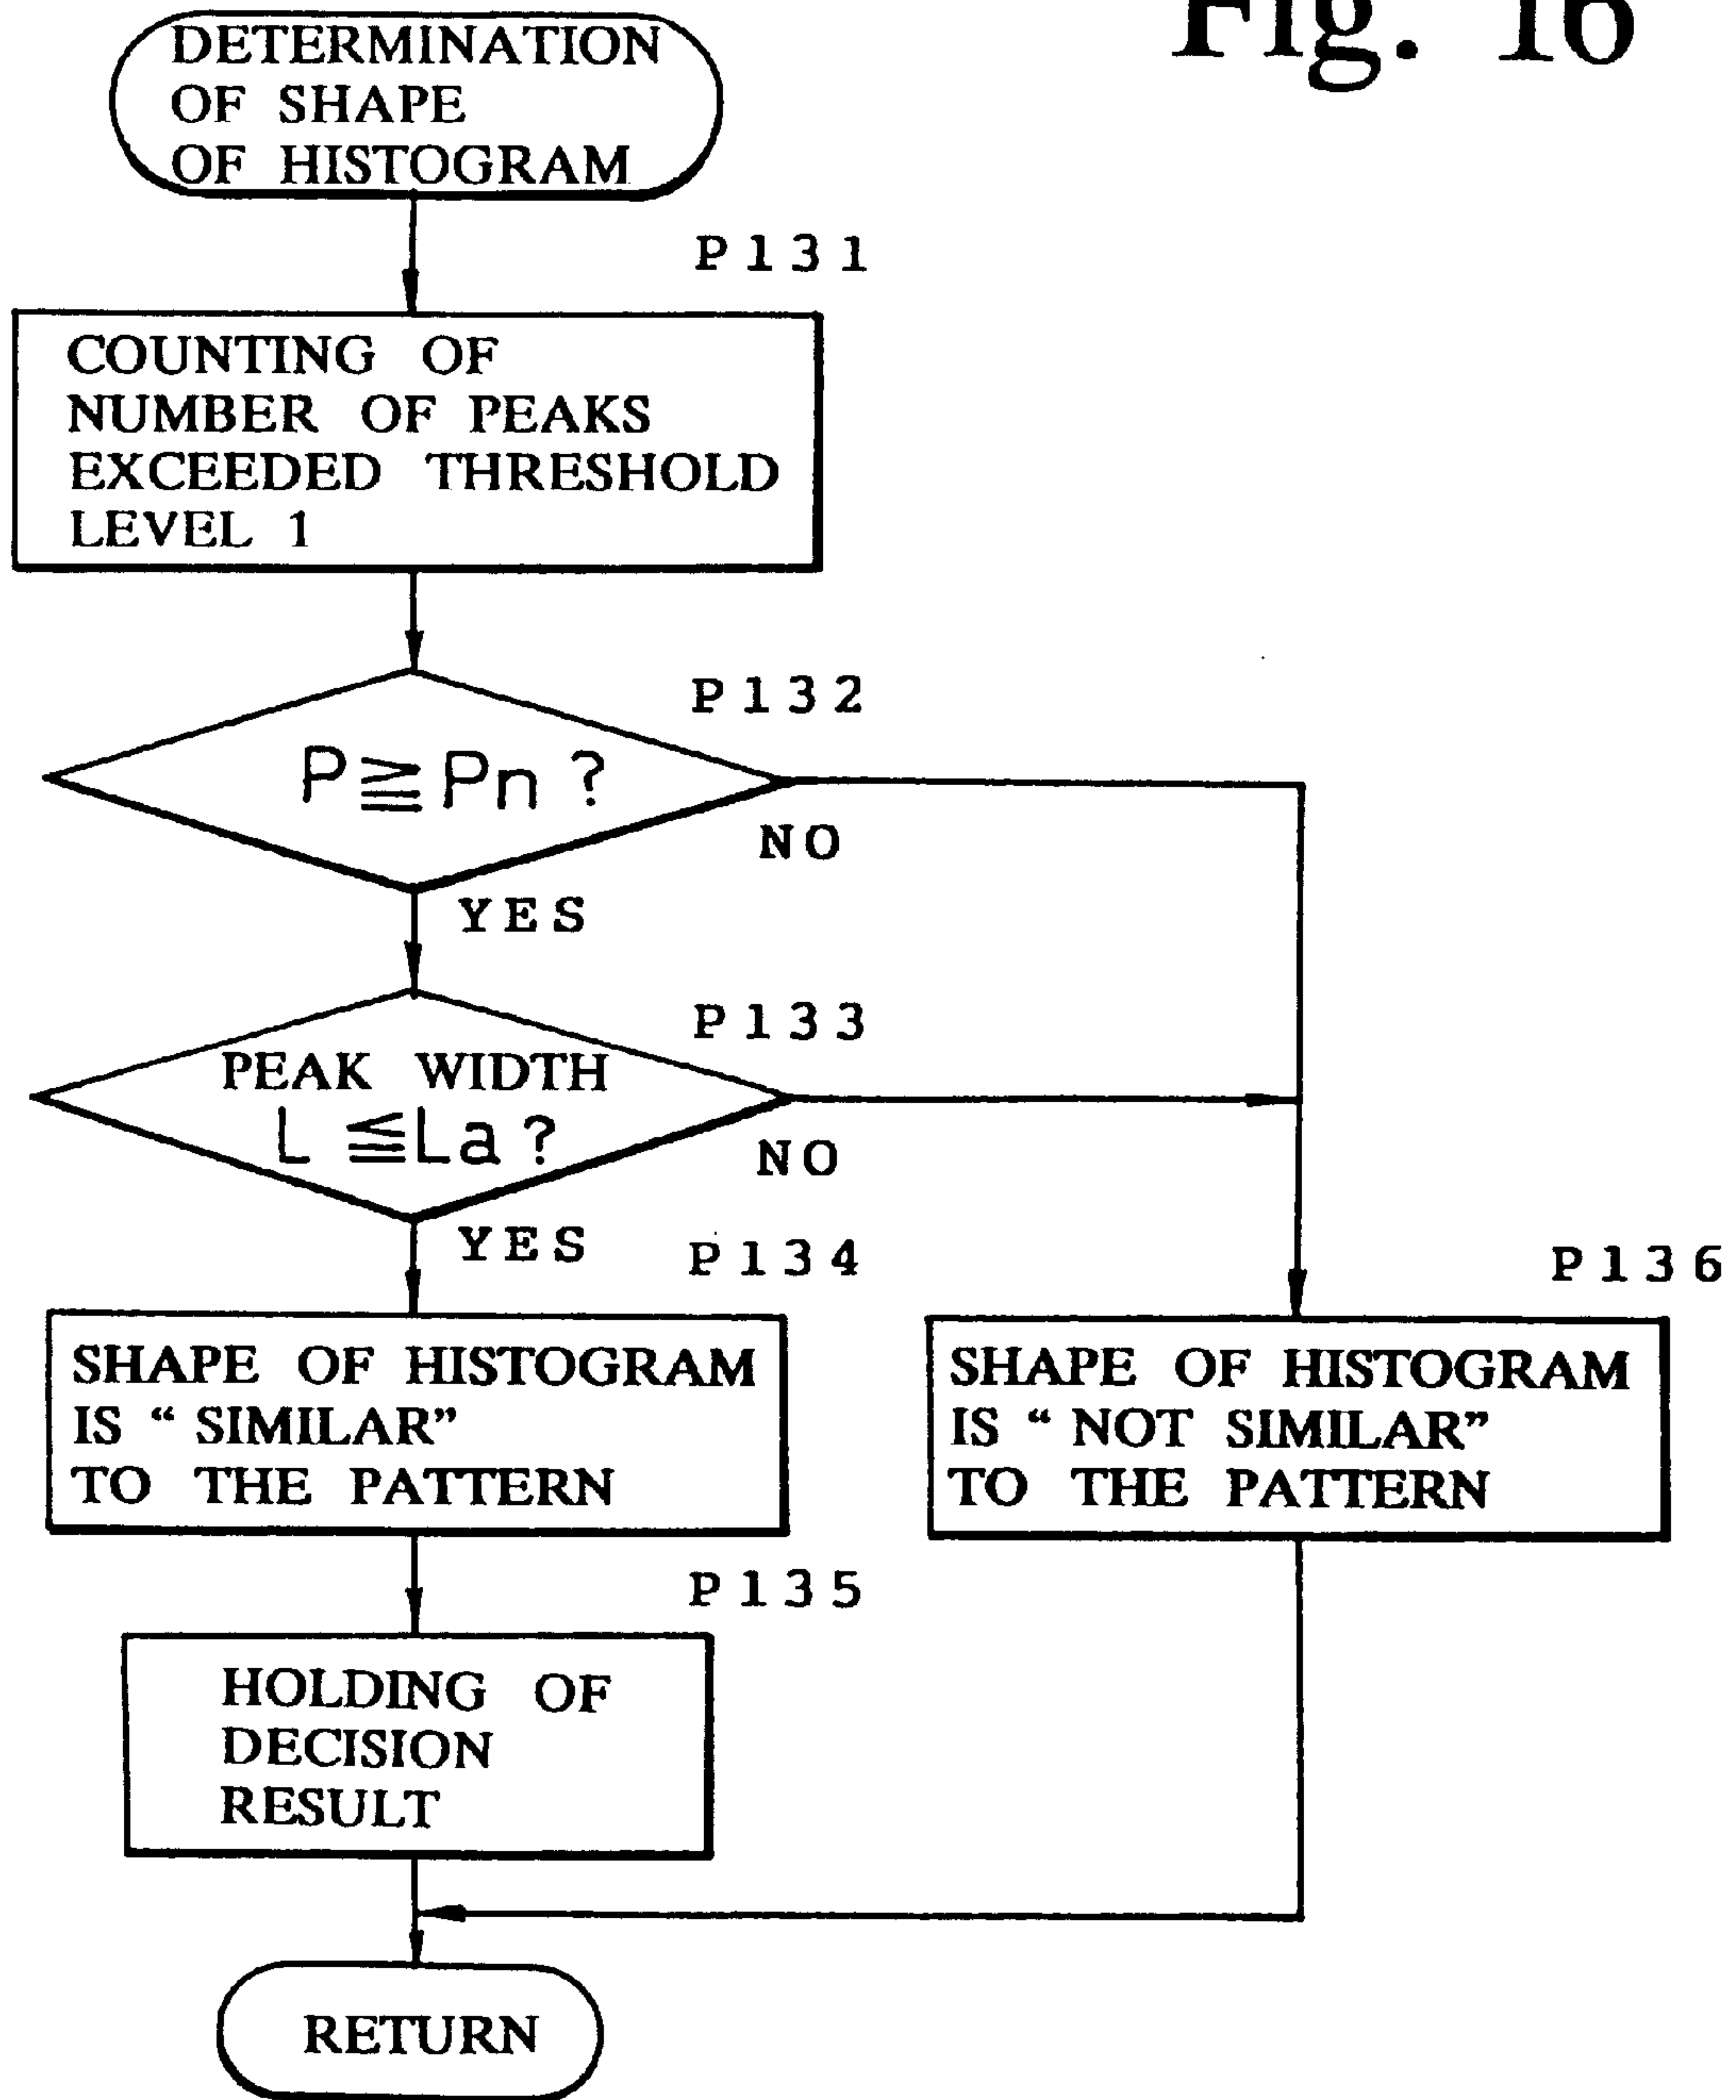 Fig. 16
DETERMINATION
OF SHAPE
OF HISTOGRAM
P131
COUNTING OF
NUMBER OF PEAKS
EXCEEDED THRESHOLD
LEVEL 1
P132
P≧Pn?
NO
YES
P133
PEAK WIDTH
L≦La?
NO
YES
P134
SHAPE OF HISTOGRAM
IS “SIMILAR”
TO THE PATTERN
P136
SHAPE OF HISTOGRAM
IS “NOT SIMILAR”
TO THE PATTERN
P135
HOLDING OF
DECISION
RESULT
RETURN